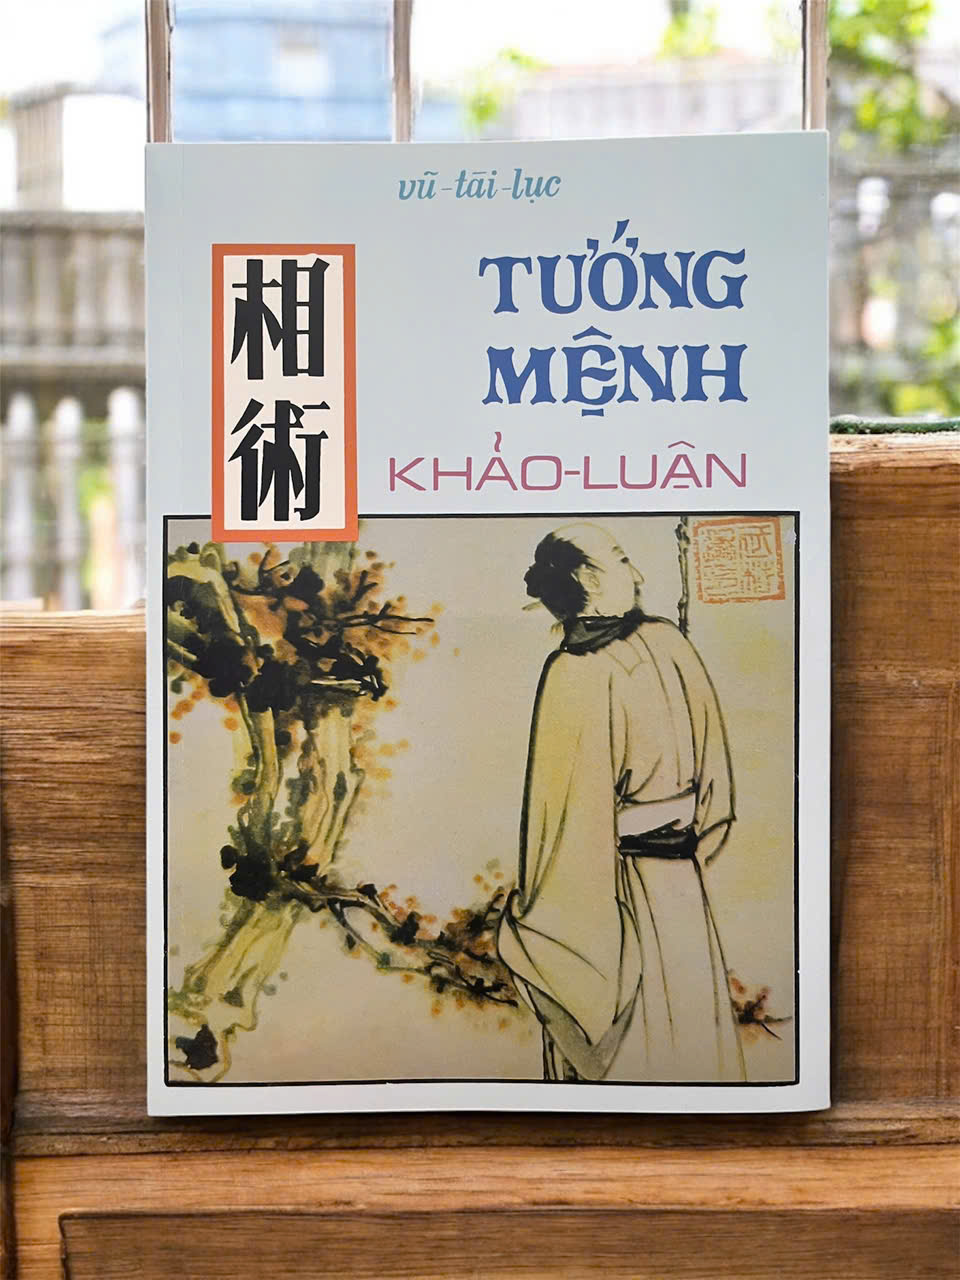 vũ-tài-lục
TƯỚNG
MỆNH
KHẢO-LUẬN
相
術